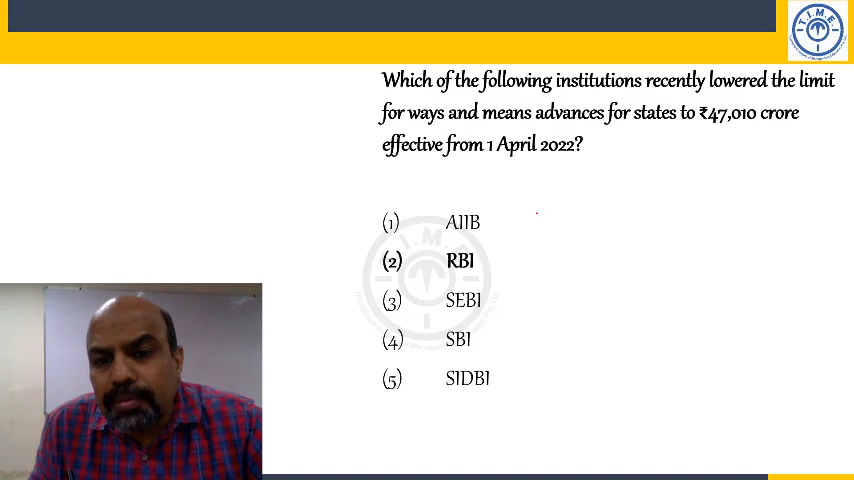 T.I.M.E.
Which of the following institutions recently lowered the limit
for ways and means advances for states to ₹47,010 crore
effective from 1 April 2022?
(1) AIIB
(2) RBI
(3) SEBI
(4) SBI
(5) SIDBI
T.I.M.E.